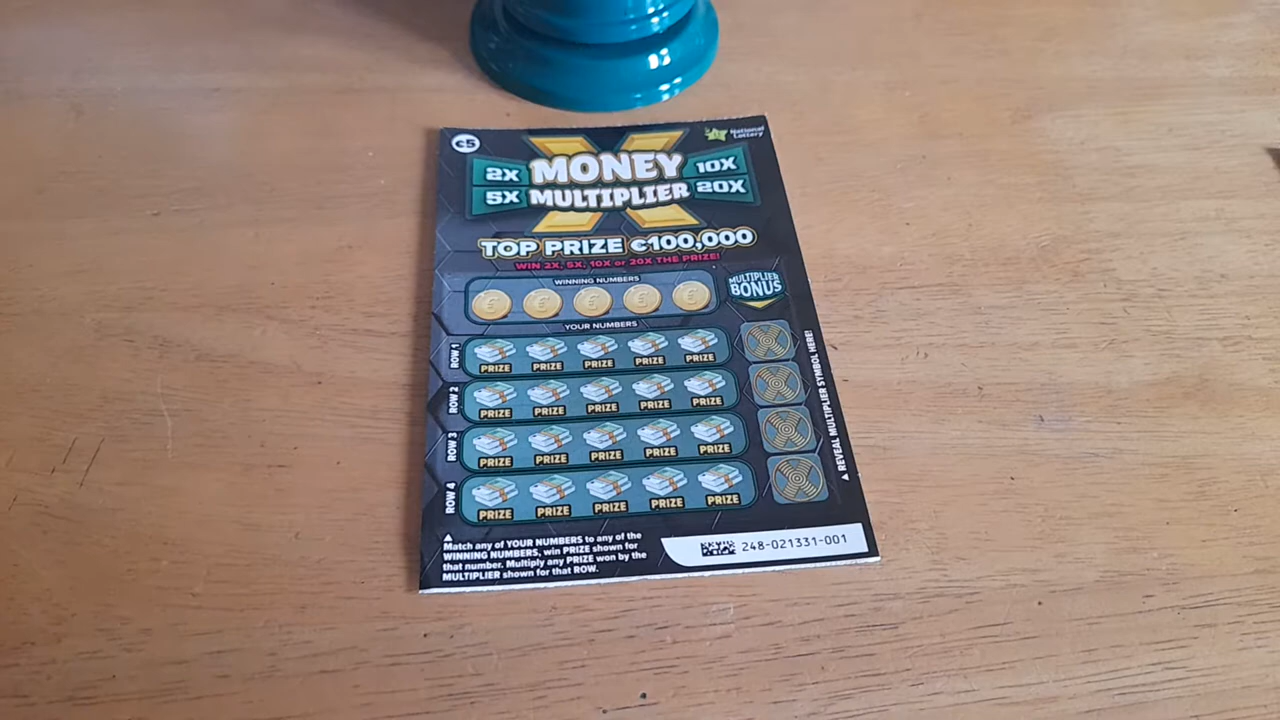 €5
National
Lottery
2X MONEY 10X
5X MULTIPLIER 20X
TOP PRIZE €100,000
WIN 2X, 5X, 10X or 20X THE PRIZE!
WINNING NUMBERS
MULTIPLIER
BONUS
YOUR NUMBERS
ROW 1
PRIZE PRIZE PRIZE PRIZE PRIZE
ROW 2
PRIZE PRIZE PRIZE PRIZE PRIZE
ROW 3
PRIZE PRIZE PRIZE PRIZE PRIZE
ROW 4
PRIZE PRIZE PRIZE PRIZE PRIZE
▲ REVEAL MULTIPLIER SYMBOL HERE!
▲
Match any of YOUR NUMBERS to any of the
WINNING NUMBERS, win PRIZE shown for
that number. Multiply any PRIZE won by the
MULTIPLIER shown for that ROW.
248-021331-001